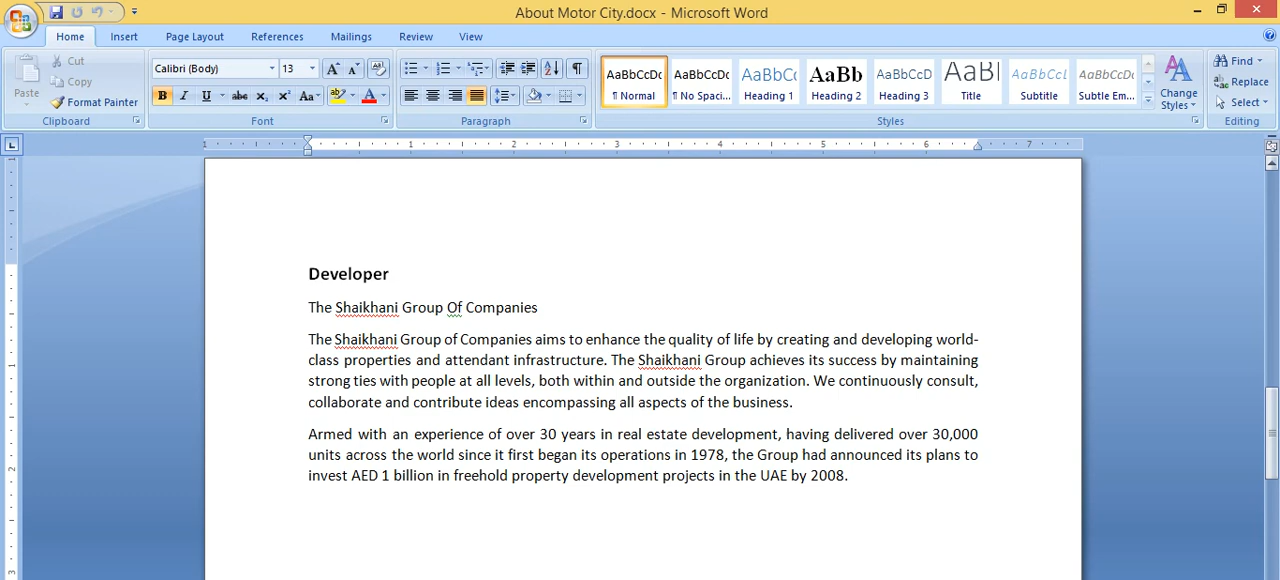 About Motor City.docx - Microsoft Word
Home Insert Page Layout References Mailings Review View
Paste Cut Copy Format Painter Clipboard
Calibri (Body) 13 Font
Paragraph
AaBbCcDc ¶ Normal AaBbCcDc ¶ No Spaci... AaBbCc Heading 1 AaBb Heading 2 AaBbCcD Heading 3 AaBl Title AaBbCcL Subtitle AaBbCcDc Subtle Em... Change Styles Styles
Find Replace Select Editing
1 1 2 3 4 5 6 7
Developer
The Shaikhani Group Of Companies
The Shaikhani Group of Companies aims to enhance the quality of life by creating and developing world-
class properties and attendant infrastructure. The Shaikhani Group achieves its success by maintaining
strong ties with people at all levels, both within and outside the organization. We continuously consult,
collaborate and contribute ideas encompassing all aspects of the business.
Armed with an experience of over 30 years in real estate development, having delivered over 30,000
units across the world since it first began its operations in 1978, the Group had announced its plans to
invest AED 1 billion in freehold property development projects in the UAE by 2008.